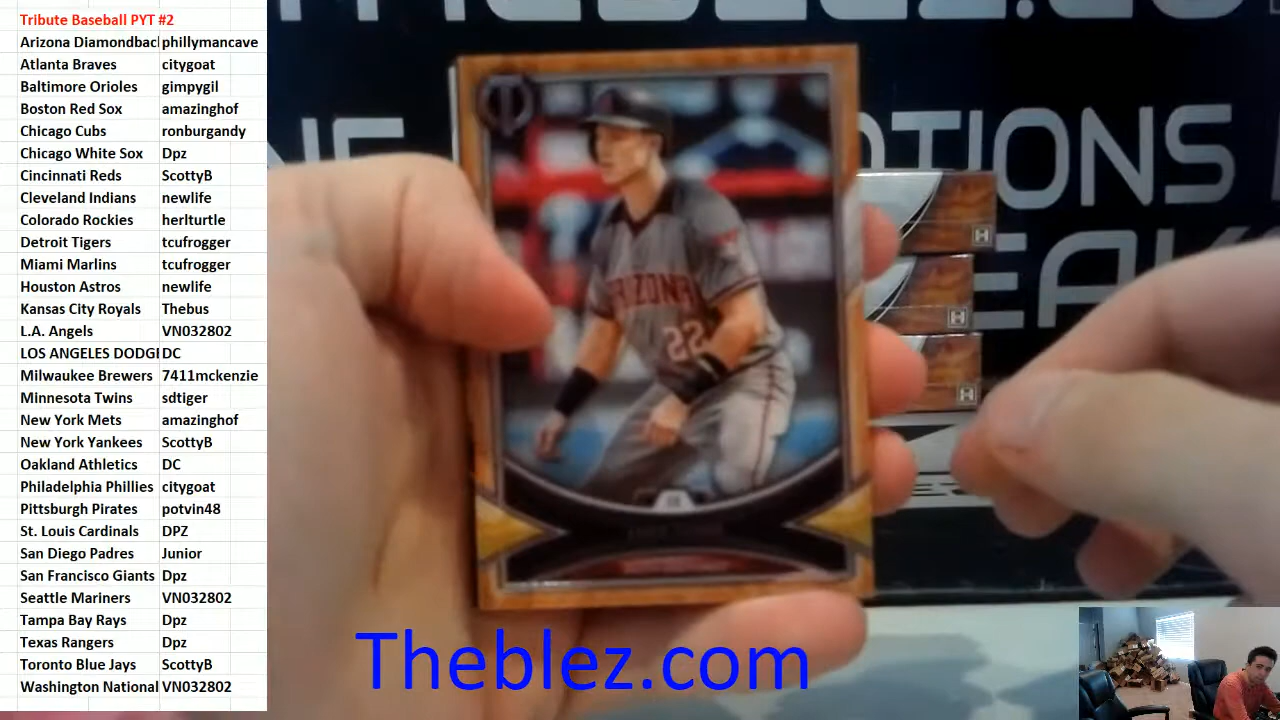 Tribute Baseball PYT #2
Arizona Diamondbac phillymancave
Atlanta Braves citygoat
Baltimore Orioles gimpygil
Boston Red Sox amazinghof
Chicago Cubs ronburgandy
Chicago White Sox Dpz
Cincinnati Reds ScottyB
Cleveland Indians newlife
Colorado Rockies herlturtle
Detroit Tigers tcufrogger
Miami Marlins tcufrogger
Houston Astros newlife
Kansas City Royals Thebus
L.A. Angels VN032802
LOS ANGELES DODGI DC
Milwaukee Brewers 7411mckenzie
Minnesota Twins sdtiger
New York Mets amazinghof
New York Yankees ScottyB
Oakland Athletics DC
Philadelphia Phillies citygoat
Pittsburgh Pirates potvin48
St. Louis Cardinals DPZ
San Diego Padres Junior
San Francisco Giants Dpz
Seattle Mariners VN032802
Tampa Bay Rays Dpz
Texas Rangers Dpz
Toronto Blue Jays ScottyB
Washington National VN032802
ARIZONA
22
H
H
H
Theblez.com